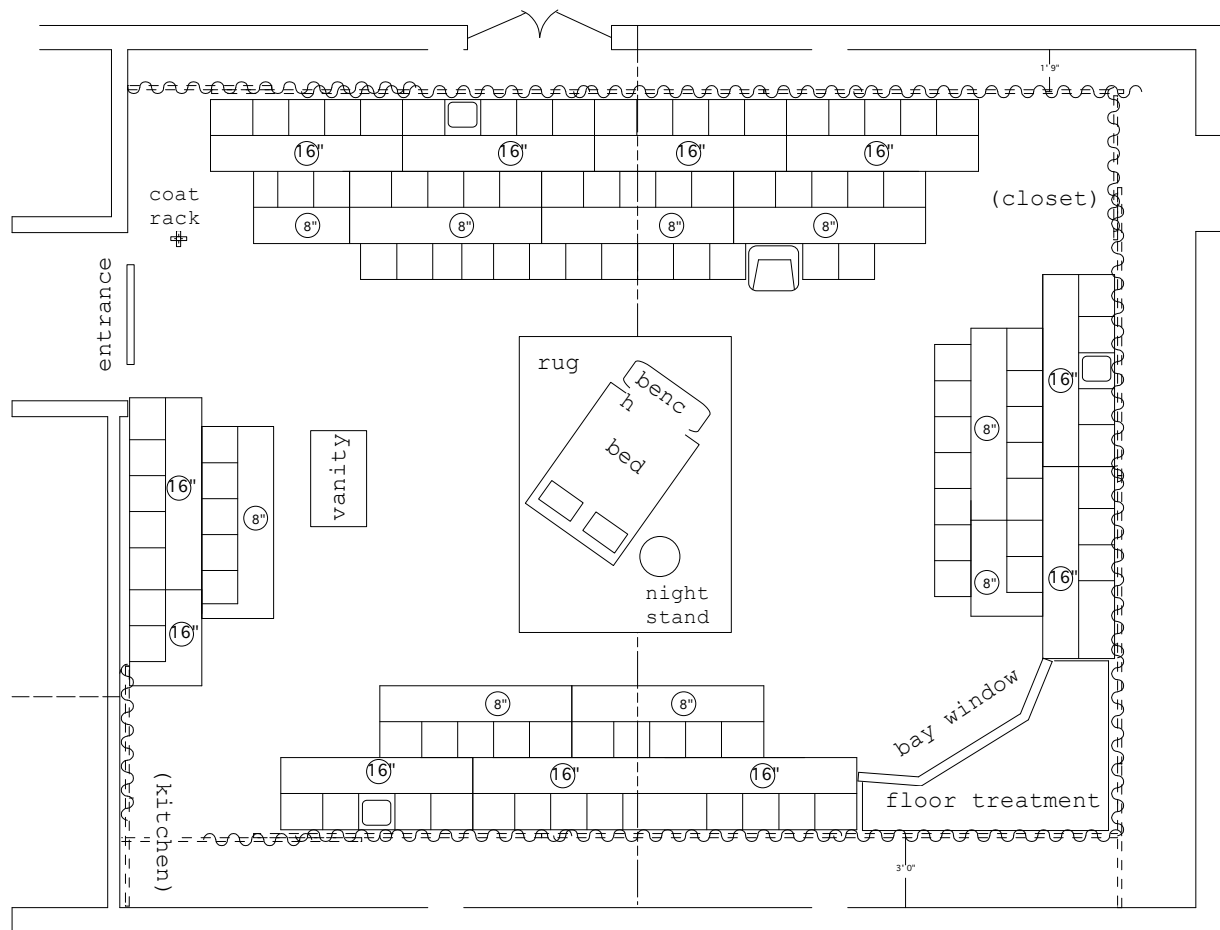 1' 9"
16"
16"
16"
16"
coat
rack
(closet)
8"
8"
8"
8"
entrance
rug
benc
h
bed
vanity
night
stand
16"
8"
16"
8"
16"
8"
16"
8"
8"
16"
16"
16"
bay window
floor treatment
(kitchen)
3' 0"
16"
8"